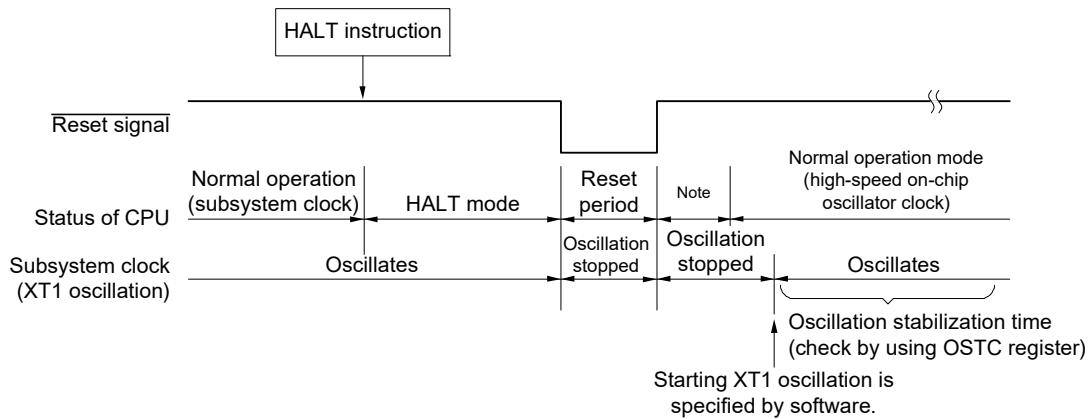 HALT instruction
Reset signal
Normal operation
(subsystem clock)
HALT mode
Reset
period
Note
Normal operation mode
(high-speed on-chip
oscillator clock)
Status of CPU
Subsystem clock
(XT1 oscillation)
Oscillates
Oscillation
stopped
Oscillation
stopped
Oscillates
Oscillation stabilization time
(check by using OSTC register)
Starting XT1 oscillation is
specified by software.